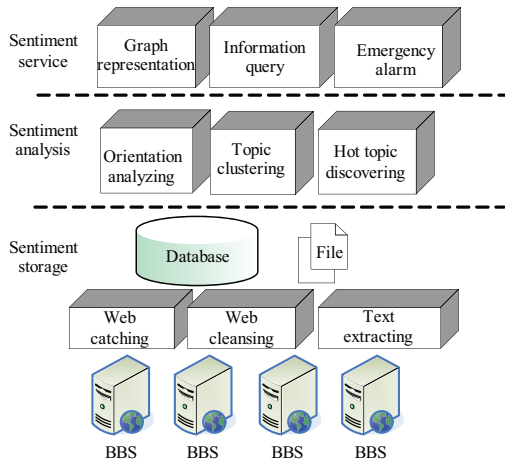 Sentiment
service
Graph
representation
Information
query
Emergency
alarm
Sentiment
analysis
Orientation
analyzing
Topic
clustering
Hot topic
discovering
Sentiment
storage
Database
File
Web
catching
Web
cleansing
Text
extracting
BBS
BBS
BBS
BBS